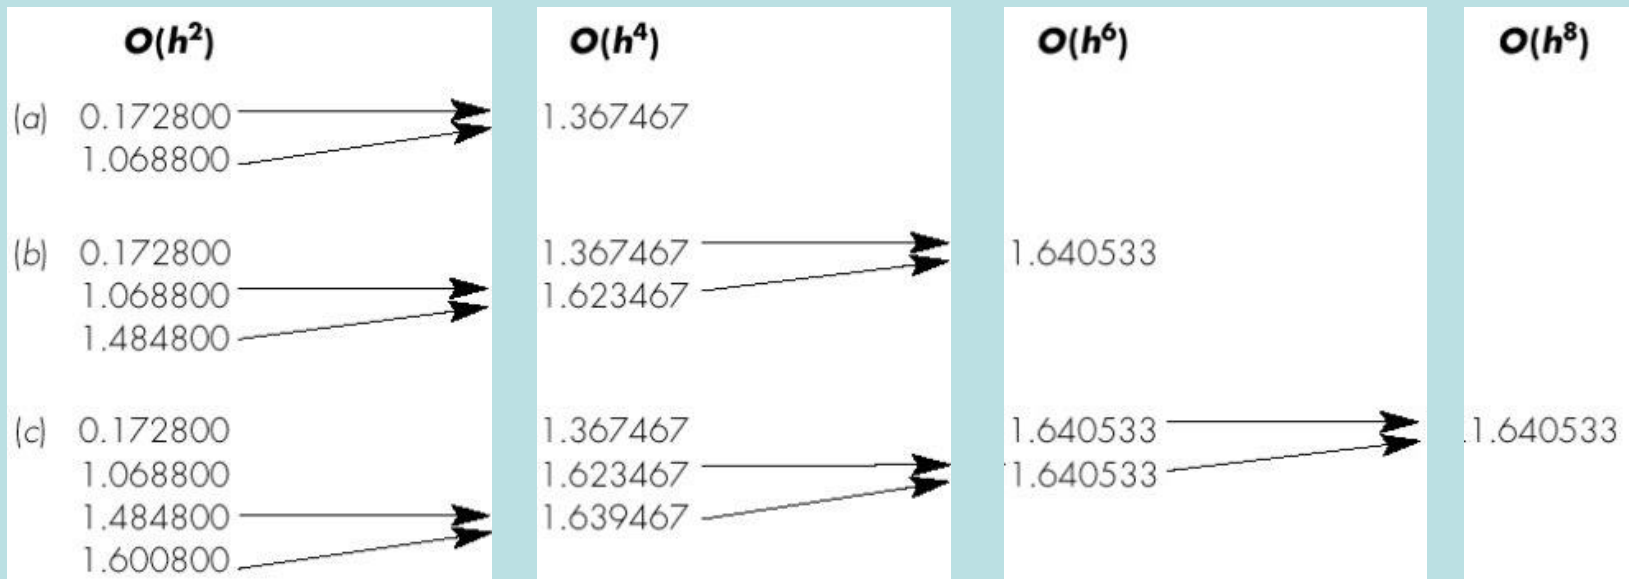 O(h²) O(h⁴) O(h⁶) O(h⁸)
(a) 0.172800 1.367467
1.068800
(b) 0.172800 1.367467 1.640533
1.068800 1.623467
1.484800
(c) 0.172800 1.367467 1.640533 1.640533
1.068800 1.623467 1.640533
1.484800 1.639467
1.600800